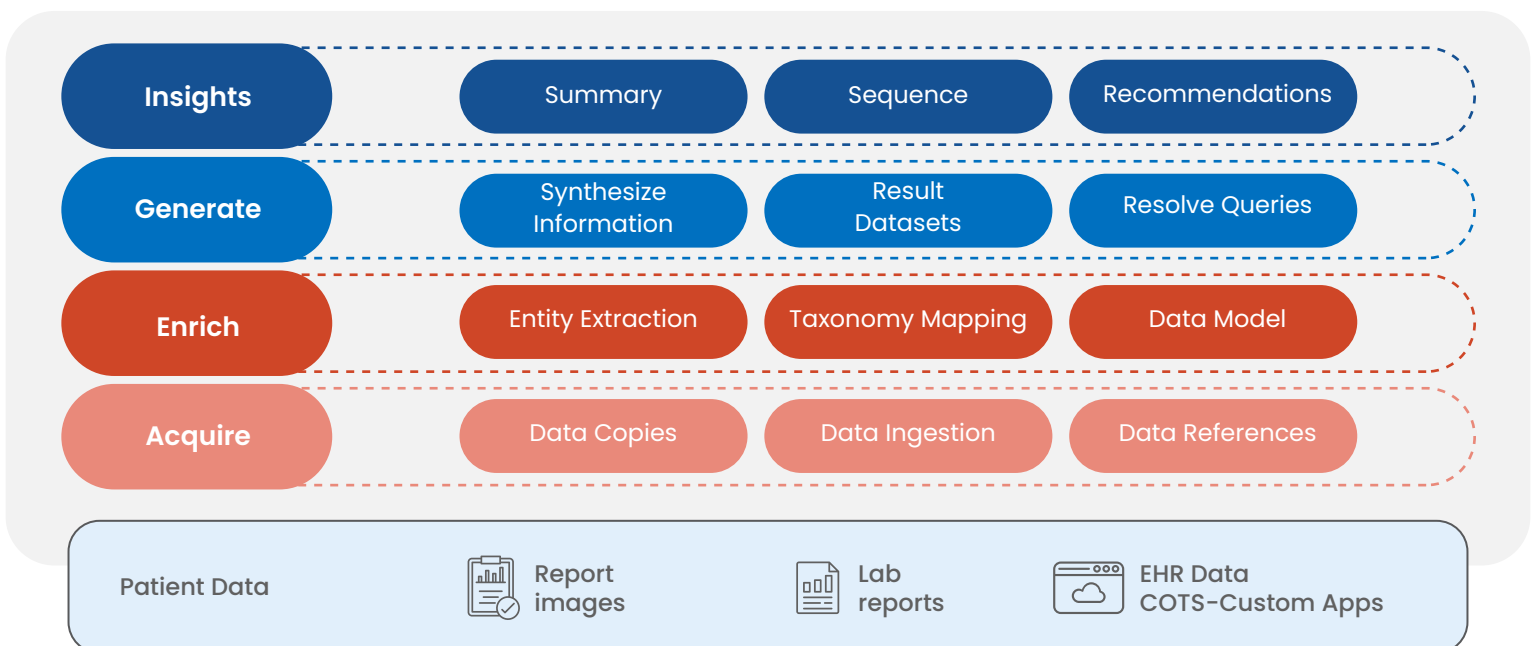 Insights
Summary
Sequence
Recommendations
Generate
Synthesize
Information
Result
Datasets
Resolve Queries
Enrich
Entity Extraction
Taxonomy Mapping
Data Model
Acquire
Data Copies
Data Ingestion
Data References
Patient Data
Report
images
Lab
reports
EHR Data
COTS-Custom Apps